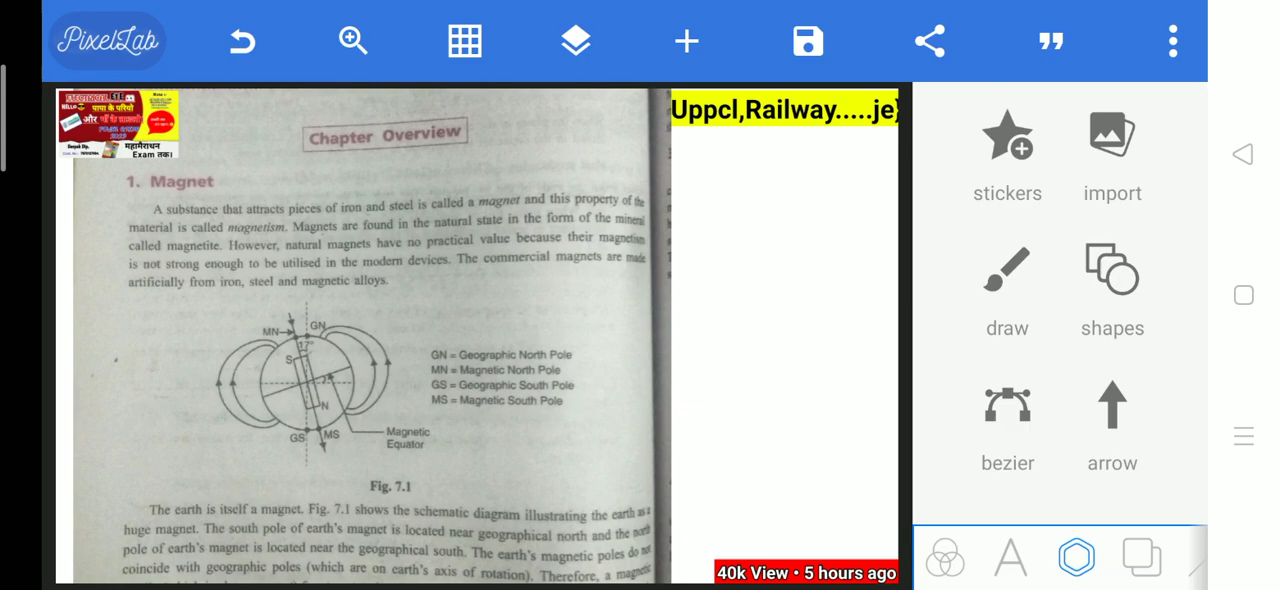 PixelLab
Uppcl,Railway.....je}
HELLO
पापा के परियो
और माँ के लाडलो
महामैराथन
Exam तक।
Chapter Overview
1. Magnet
A substance that attracts pieces of iron and steel is called a magnet and this property of the
material is called magnetism. Magnets are found in the natural state in the form of the mineral
called magnetite. However, natural magnets have no practical value because their magnetism
is not strong enough to be utilised in the modern devices. The commercial magnets are made
artificially from iron, steel and magnetic alloys.
MN
GN
17°
S
N
GS
MS
Magnetic
Equator
GN = Geographic North Pole
MN = Magnetic North Pole
GS = Geographic South Pole
MS = Magnetic South Pole
Fig. 7.1
The earth is itself a magnet. Fig. 7.1 shows the schematic diagram illustrating the earth as a
huge magnet. The south pole of earth's magnet is located near geographical north and the north
pole of earth's magnet is located near the geographical south. The earth's magnetic poles do not
coincide with geographic poles (which are on earth's axis of rotation). Therefore, a magnetic
40k View • 5 hours ago
stickers
import
draw
shapes
bezier
arrow